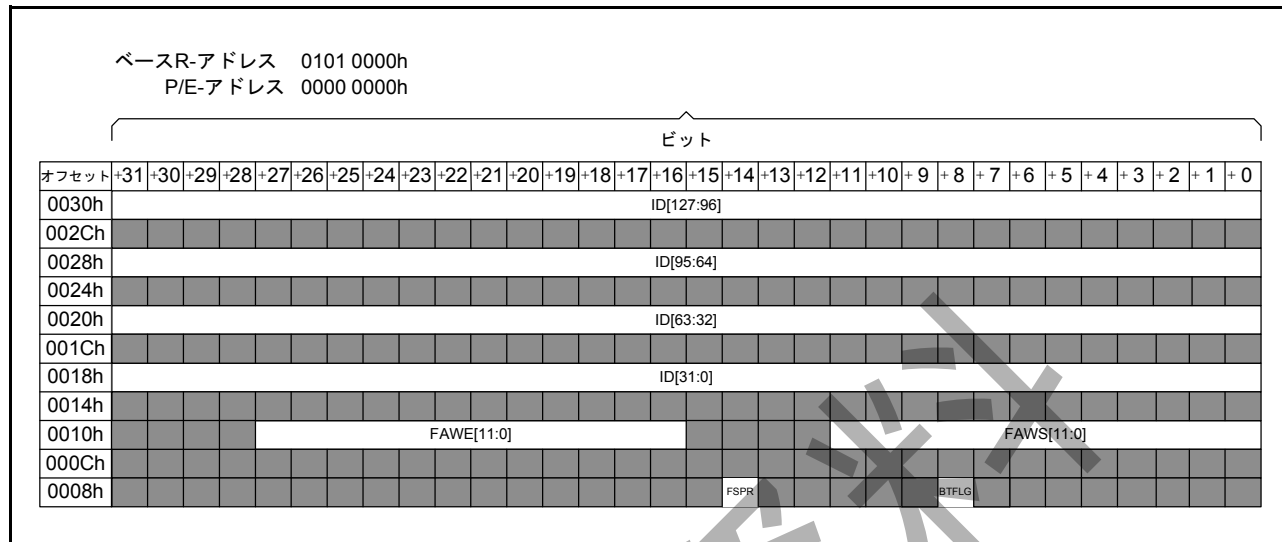 ベースR-アドレス 0101 0000h
P/E-アドレス 0000 0000h
ビット
オフセット +31 +30 +29 +28 +27 +26 +25 +24 +23 +22 +21 +20 +19 +18 +17 +16 +15 +14 +13 +12 +11 +10 + 9 + 8 + 7 +6 + 5 + 4 + 3 + 2 + 1 + 0
0030h ID[127:96]
002Ch
0028h ID[95:64]
0024h
0020h ID[63:32]
001Ch
0018h ID[31:0]
0014h
0010h FAWE[11:0] FAWS[11:0]
000Ch
0008h FSPR BTFLG